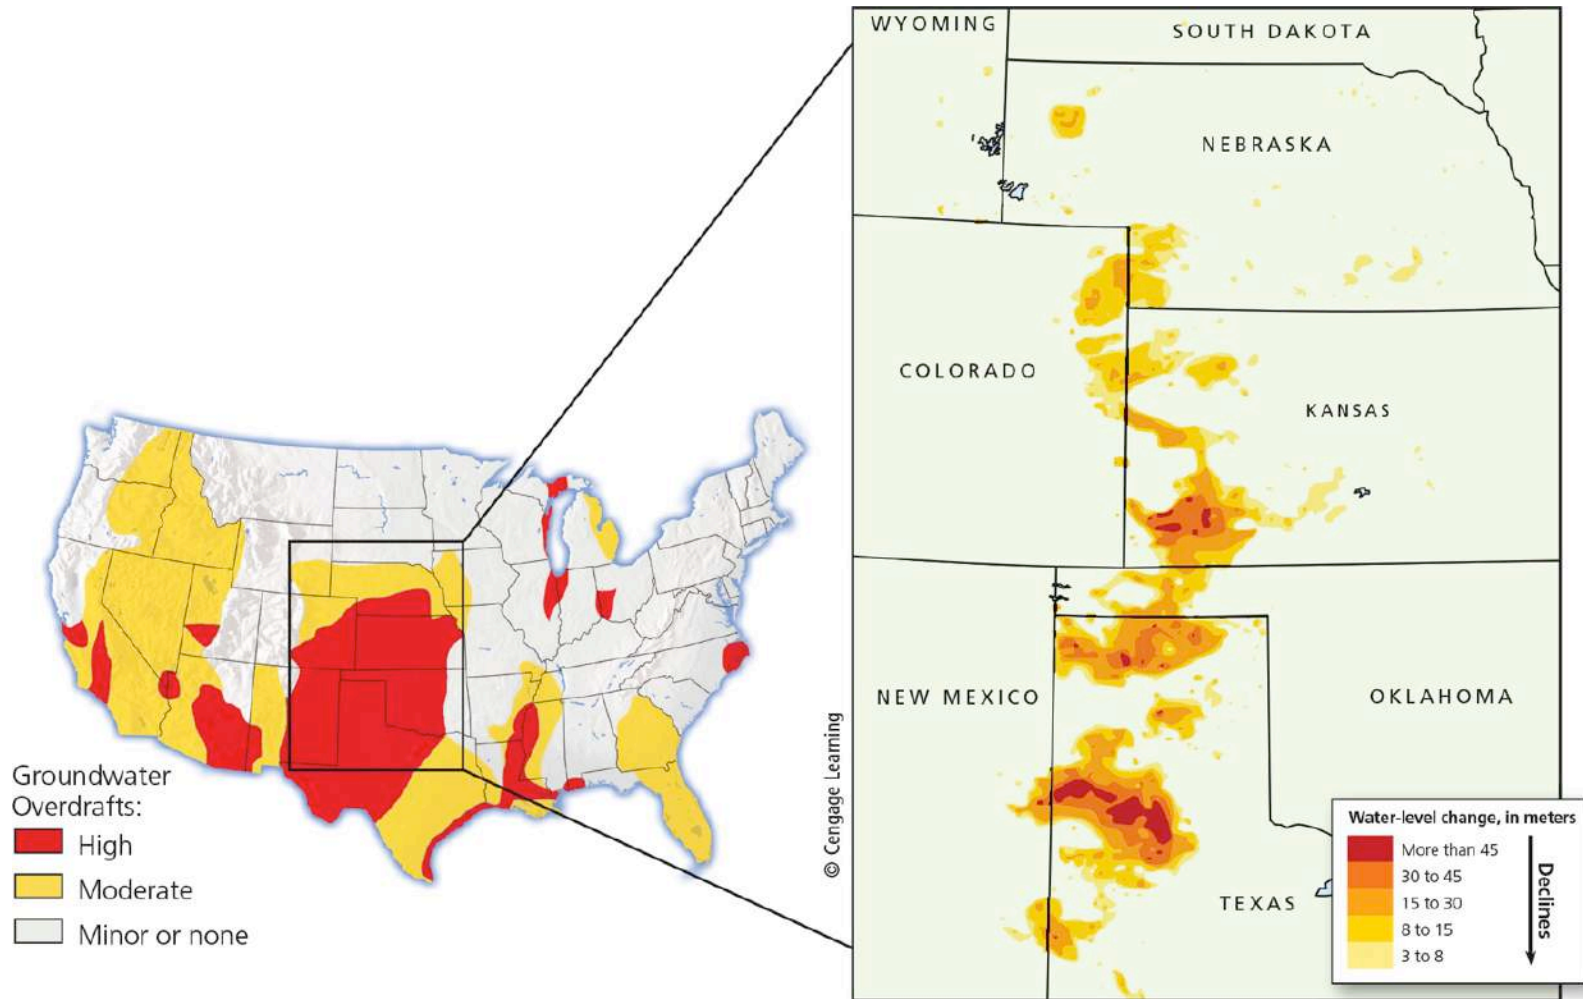 WYOMING
SOUTH DAKOTA
NEBRASKA
COLORADO
KANSAS
NEW MEXICO
OKLAHOMA
TEXAS
© Cengage Learning
Groundwater
Overdrafts:
High
Moderate
Minor or none
Water-level change, in meters
More than 45
30 to 45
15 to 30
8 to 15
3 to 8
Declines